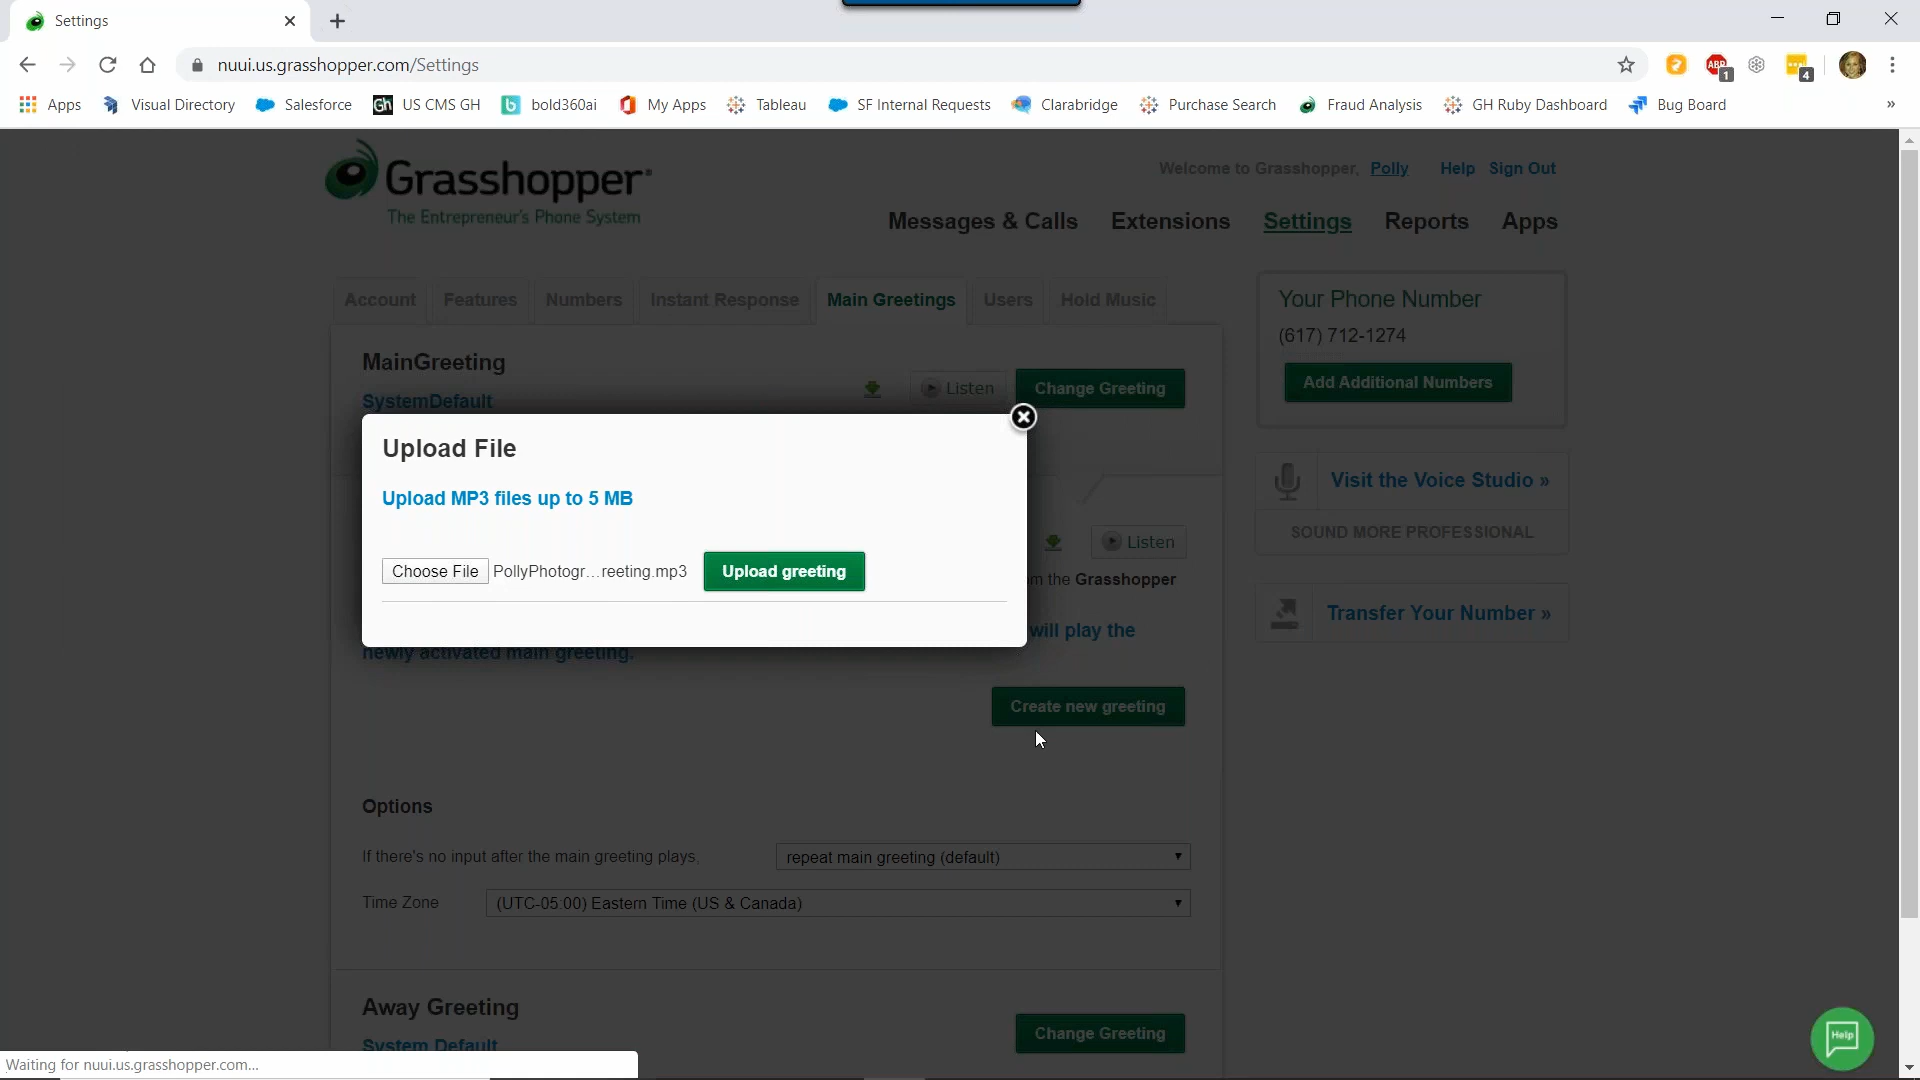 Settings
nuui.us.grasshopper.com/Settings
ABP 1
4
Apps Visual Directory Salesforce Gh US CMS GH b bold360ai My Apps Tableau SF Internal Requests Clarabridge Purchase Search Fraud Analysis GH Ruby Dashboard Bug Board »
Grasshopper
The Entrepreneur's Phone System
Welcome to Grasshopper, Polly Help Sign Out
Messages & Calls Extensions Settings Reports Apps
Account Features Numbers Instant Response Main Greetings Users Hold Music
Your Phone Number
(617) 712-1274
Add Additional Numbers
MainGreeting
SystemDefault
Listen Change Greeting
Upload File
Upload MP3 files up to 5 MB
Choose File PollyPhotogr...reeting.mp3 Upload greeting
Visit the Voice Studio »
SOUND MORE PROFESSIONAL
Listen
m the Grasshopper
Transfer Your Number »
will play the
newly activated main greeting.
Create new greeting
Options
If there's no input after the main greeting plays, repeat main greeting (default)
Time Zone (UTC-05:00) Eastern Time (US & Canada)
Away Greeting
System Default
Change Greeting
Help
Waiting for nuui.us.grasshopper.com...